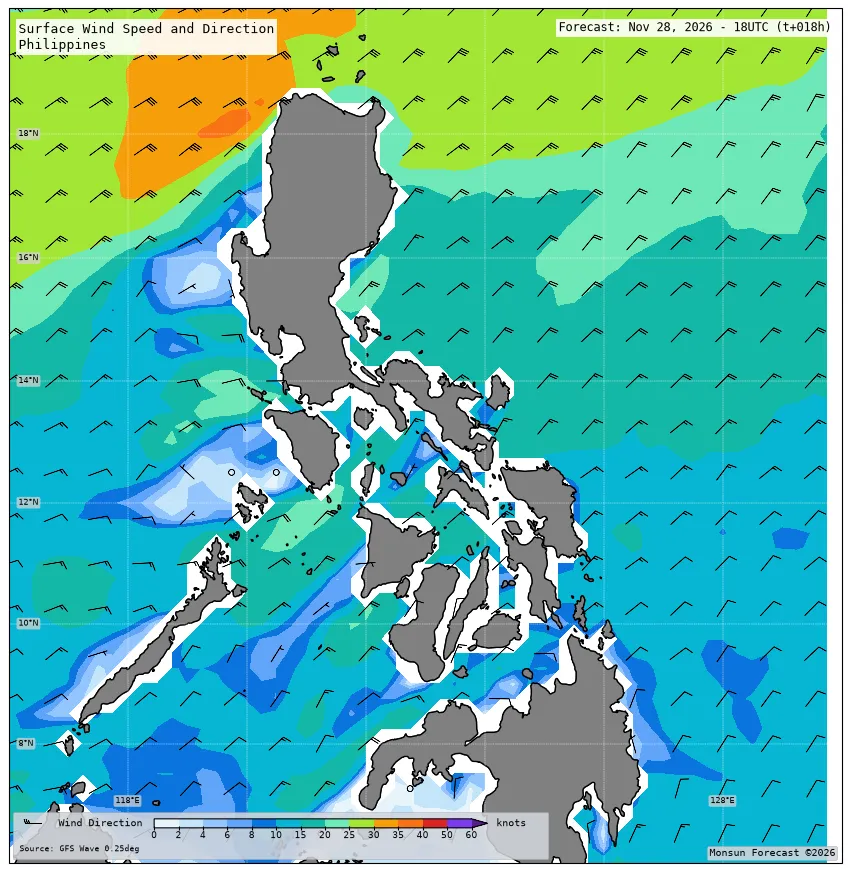 Surface Wind Speed and Direction
Philippines
Forecast: Nov 28, 2026 - 18UTC (t+018h)
18°N
16°N
14°N
12°N
10°N
8°N
118°E
128°E
Wind Direction
0 2 4 6 8 10 15 20 25 30 35 40 50 60
knots
Source: GFS Wave 0.25deg
Monsun Forecast ©2026